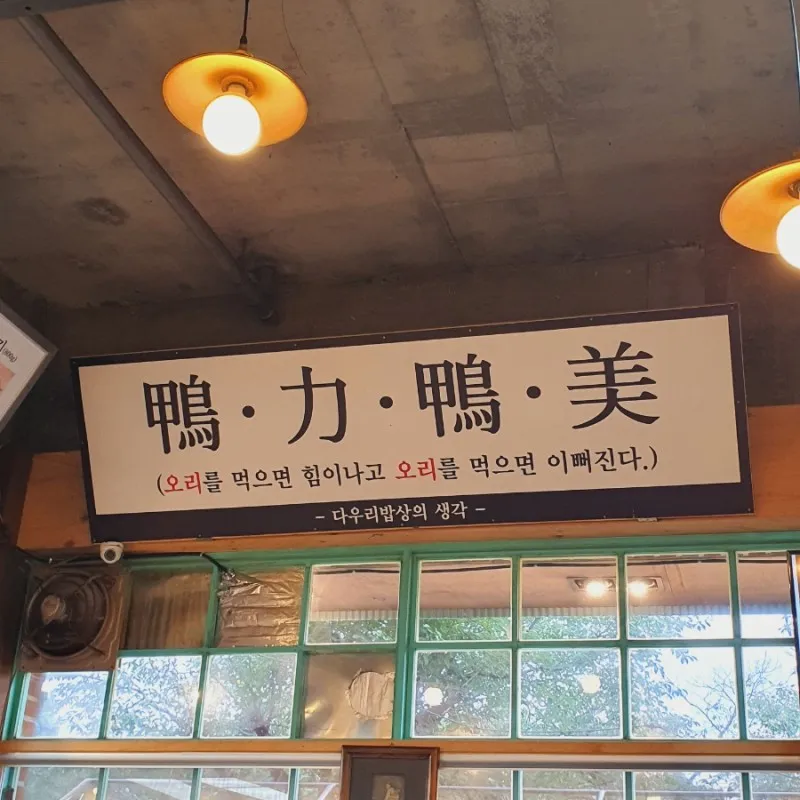 鴨·力·鴨·美
(오리를 먹으면 힘이나고 오리를 먹으면 이뻐진다.)
- 다우리밥상의 생각 -
(600g)